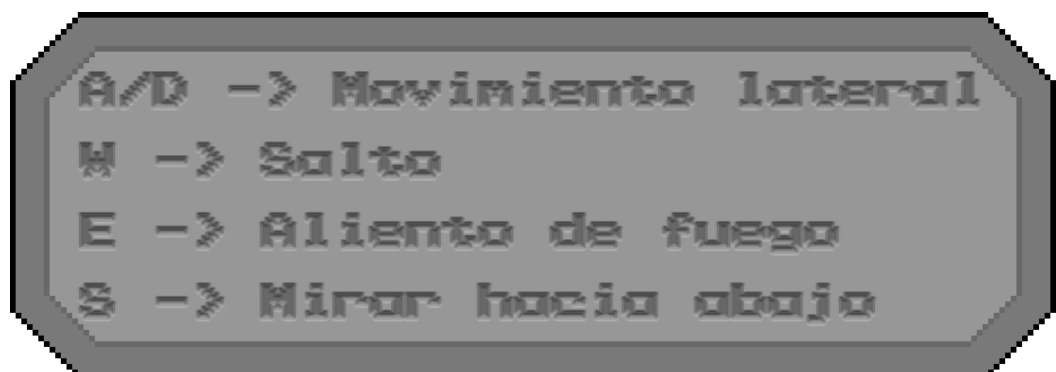 A/D -> Movimiento lateral
W -> Salto
E -> Aliento de fuego
S -> Mirar hacia abajo